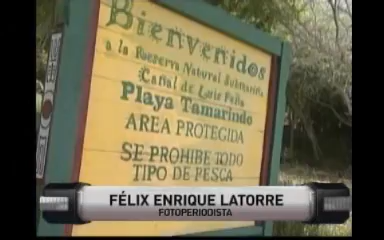 Bienvenidos
a la Reserva Natural Submarina
Canal de Luis Peña
Playa Tamarindo
AREA PROTEGIDA
SE PROHIBE TODO
TIPO DE PESCA
FÉLIX ENRIQUE LATORRE
FOTOPERIODISTA